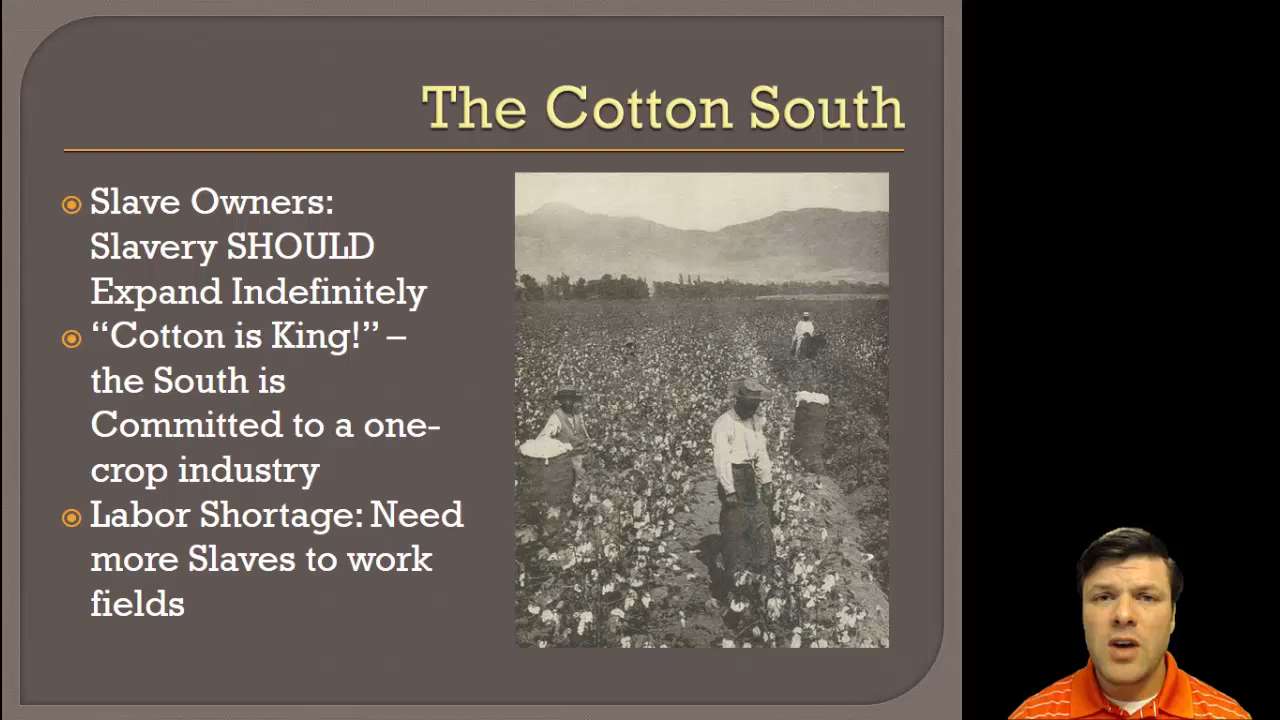 The Cotton South
Slave Owners:
Slavery SHOULD
Expand Indefinitely
“Cotton is King!” –
the South is
Committed to a one-
crop industry
Labor Shortage: Need
more Slaves to work
fields